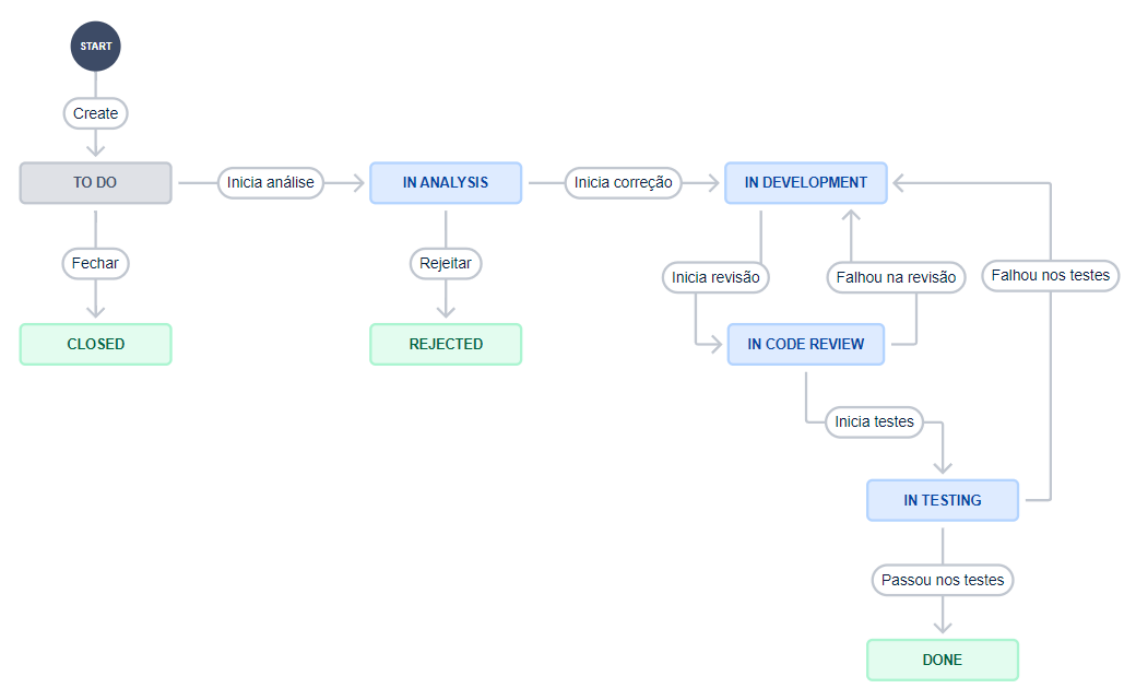 START
Create
TO DO
Inicia análise
IN ANALYSIS
Inicia correção
IN DEVELOPMENT
Fechar
Rejeitar
Inicia revisão
Falhou na revisão
Falhou nos testes
CLOSED
REJECTED
IN CODE REVIEW
Inicia testes
IN TESTING
Passou nos testes
DONE